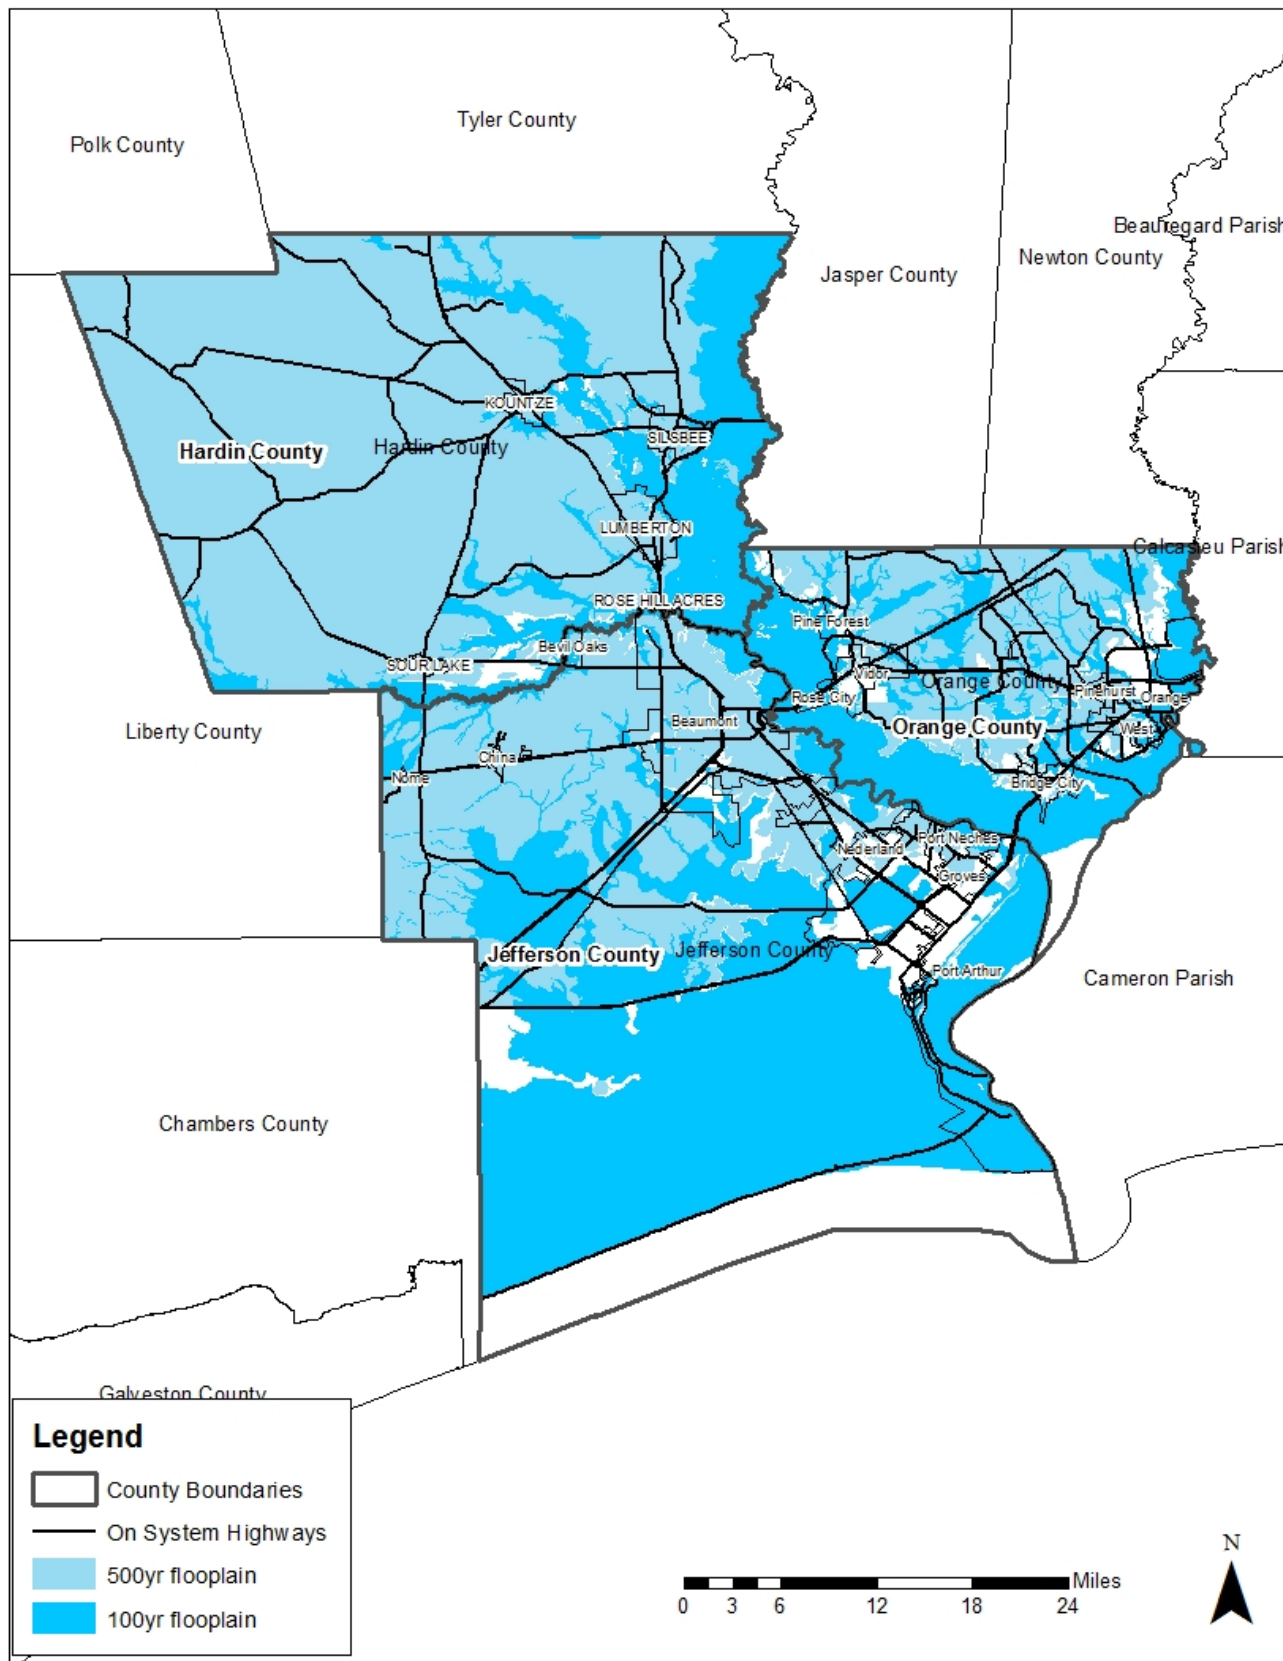 Tyler County
Polk County
Beauregard Parish
Newton County
Jasper County
KOUNTZE
SILSBEE
Hardin County
Hardin County
LUMBERTON
Calcasieu Parish
ROSE HILL ACRES
Pine Forest
Bevil Oaks
SOUR LAKE
Vidor
Orange County
Pinehurst
Orange
Rose City
Beaumont
Orange County
West
Liberty County
China
Nome
Bridge City
Port Neches
Nederland
Groves
Jefferson County
Jefferson County
Port Arthur
Cameron Parish
Chambers County
Galveston County
Legend
County Boundaries
On System Highways
500yr flooplain
100yr flooplain
N
Miles
0 3 6 12 18 24